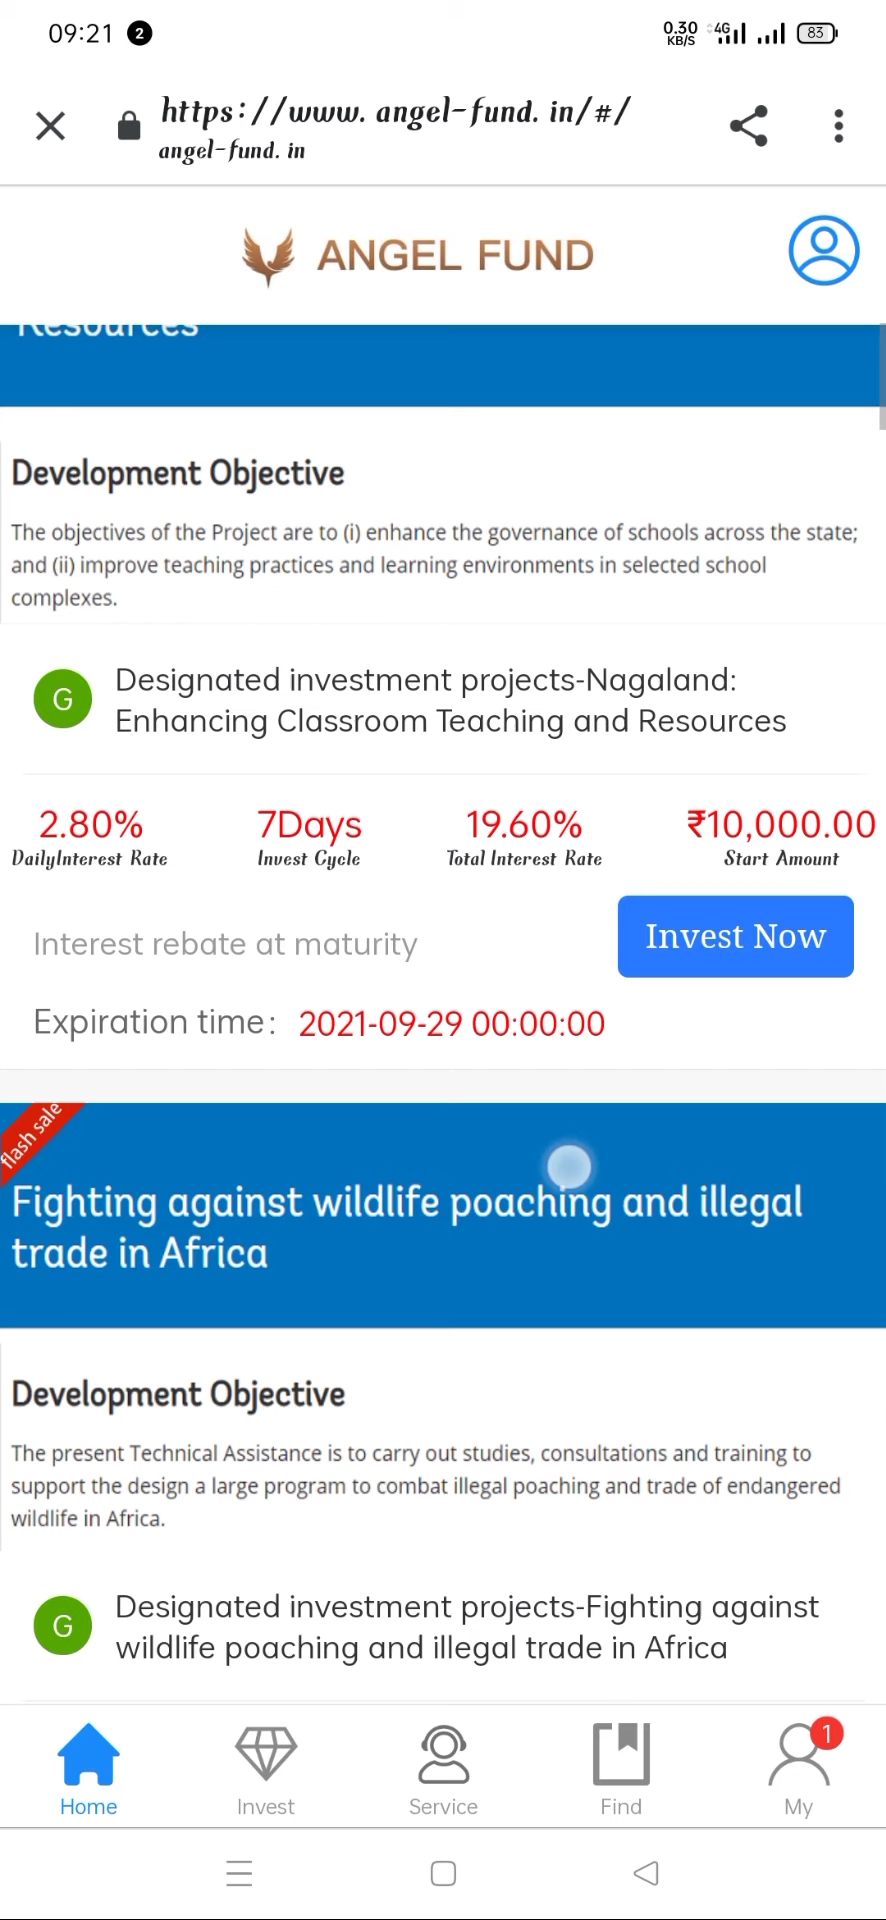 09:21 2 0.30 KB/S 4G 83
https://www.angel-fund.in/#/
angel-fund.in
ANGEL FUND
Resources
Development Objective
The objectives of the Project are to (i) enhance the governance of schools across the state;
and (ii) improve teaching practices and learning environments in selected school
complexes.
G
Designated investment projects-Nagaland:
Enhancing Classroom Teaching and Resources
2.80% 7Days 19.60% ₹10,000.00
DailyInterest Rate Invest Cycle Total Interest Rate Start Amount
Interest rebate at maturity
Invest Now
Expiration time: 2021-09-29 00:00:00
flash sale
Fighting against wildlife poaching and illegal
trade in Africa
Development Objective
The present Technical Assistance is to carry out studies, consultations and training to
support the design a large program to combat illegal poaching and trade of endangered
wildlife in Africa.
G
Designated investment projects-Fighting against
wildlife poaching and illegal trade in Africa
1
Home Invest Service Find My